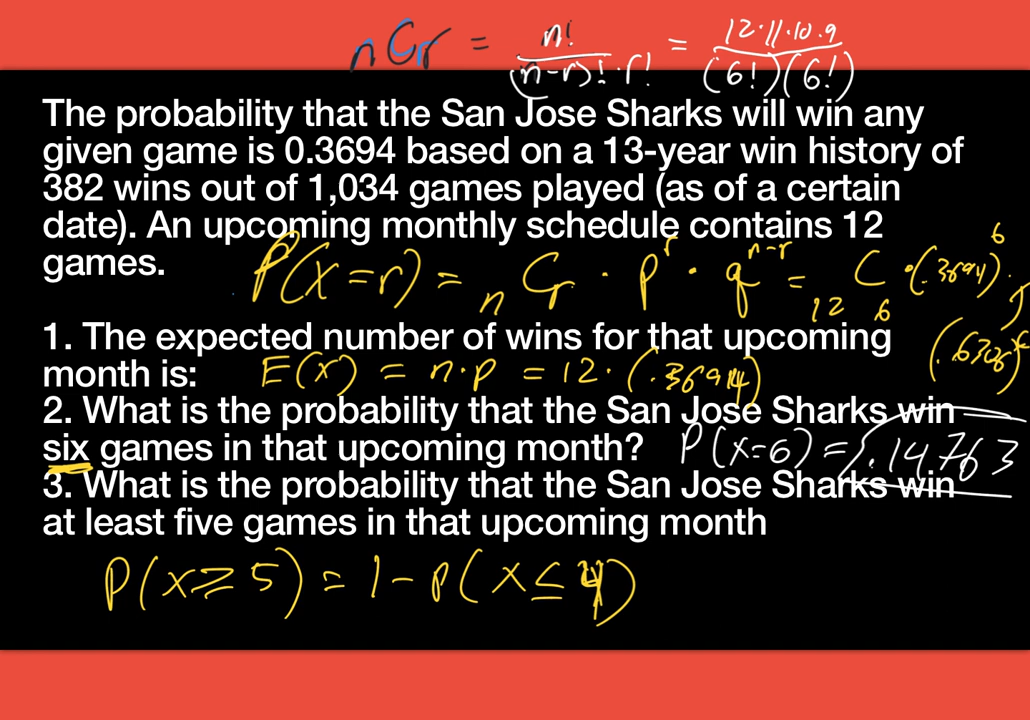 nCr = n! / (n-r)! · r! = 12·11·10·9 / (6!)(6!)
The probability that the San Jose Sharks will win any
given game is 0.3694 based on a 13-year win history of
382 wins out of 1,034 games played (as of a certain
date). An upcoming monthly schedule contains 12
games.
P(x=r) = nCr · p^r · q^n-r = 12C6 · (.3694)^6 ·
(.6306)
1. The expected number of wins for that upcoming
month is:
E(x) = n·p = 12·(.3694)
2. What is the probability that the San Jose Sharks win
six games in that upcoming month?
P(x=6) = .14763
3. What is the probability that the San Jose Sharks win
at least five games in that upcoming month
P(x≥5) = 1-P(x≤4)